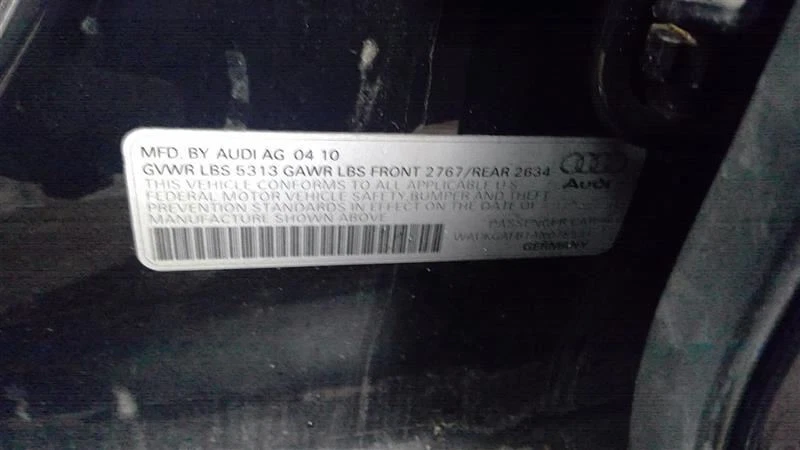 MFD. BY AUDI AG 04 10
GVWR LBS 5313 GAWR LBS FRONT 2767/REAR 2634
THIS VEHICLE CONFORMS TO ALL APPLICABLE U.S.
FEDERAL MOTOR VEHICLE SAFETY BUMPER AND THEFT
PREVENTION STANDARDS IN EFFECT ON THE DATE OF
MANUFACTURE SHOWN ABOVE
Audi
PASSENGER CAR
GERMANY